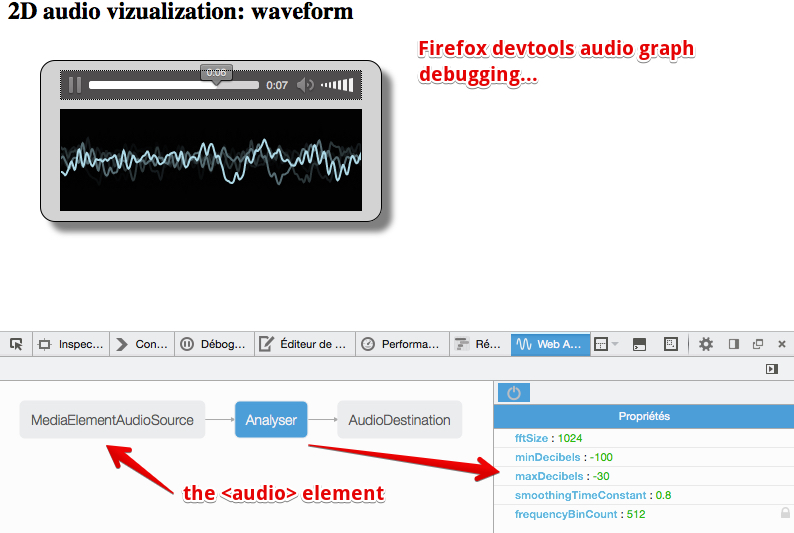 2D audio vizualization: waveform
Firefox devtools audio graph
debugging...
0:06
0:07
Inspec...
Con...
Débog...
Éditeur de ...
Performa...
Ré...
Web A...
Propriétés
MediaElementAudioSource
Analyser
AudioDestination
fftSize : 1024
minDecibels : -100
maxDecibels : -30
smoothingTimeConstant : 0.8
frequencyBinCount : 512
the <audio> element